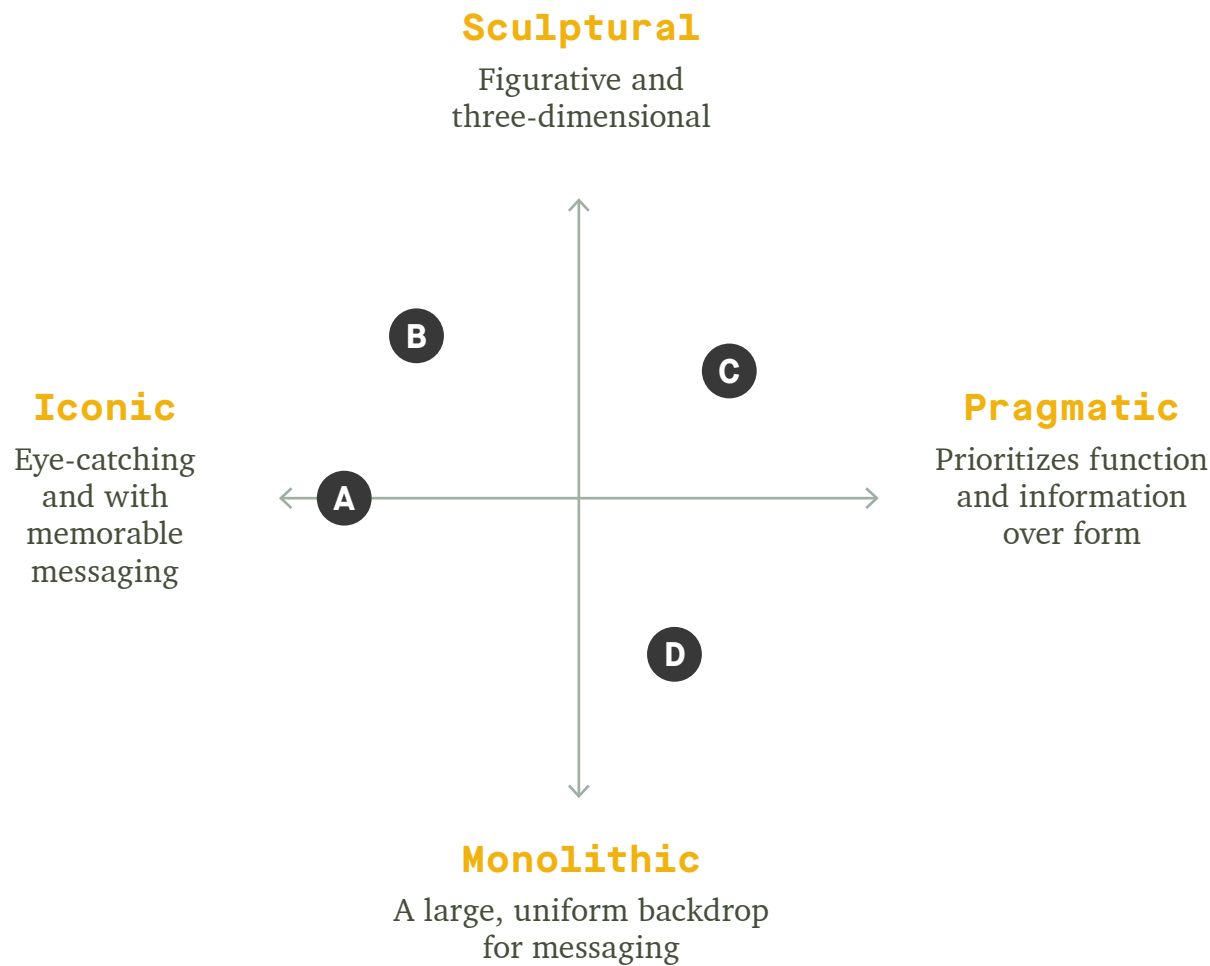 Sculptural
Figurative and
three-dimensional
B
C
Iconic
Eye-catching
and with
memorable
messaging
A
Pragmatic
Prioritizes function
and information
over form
D
Monolithic
A large, uniform backdrop
for messaging